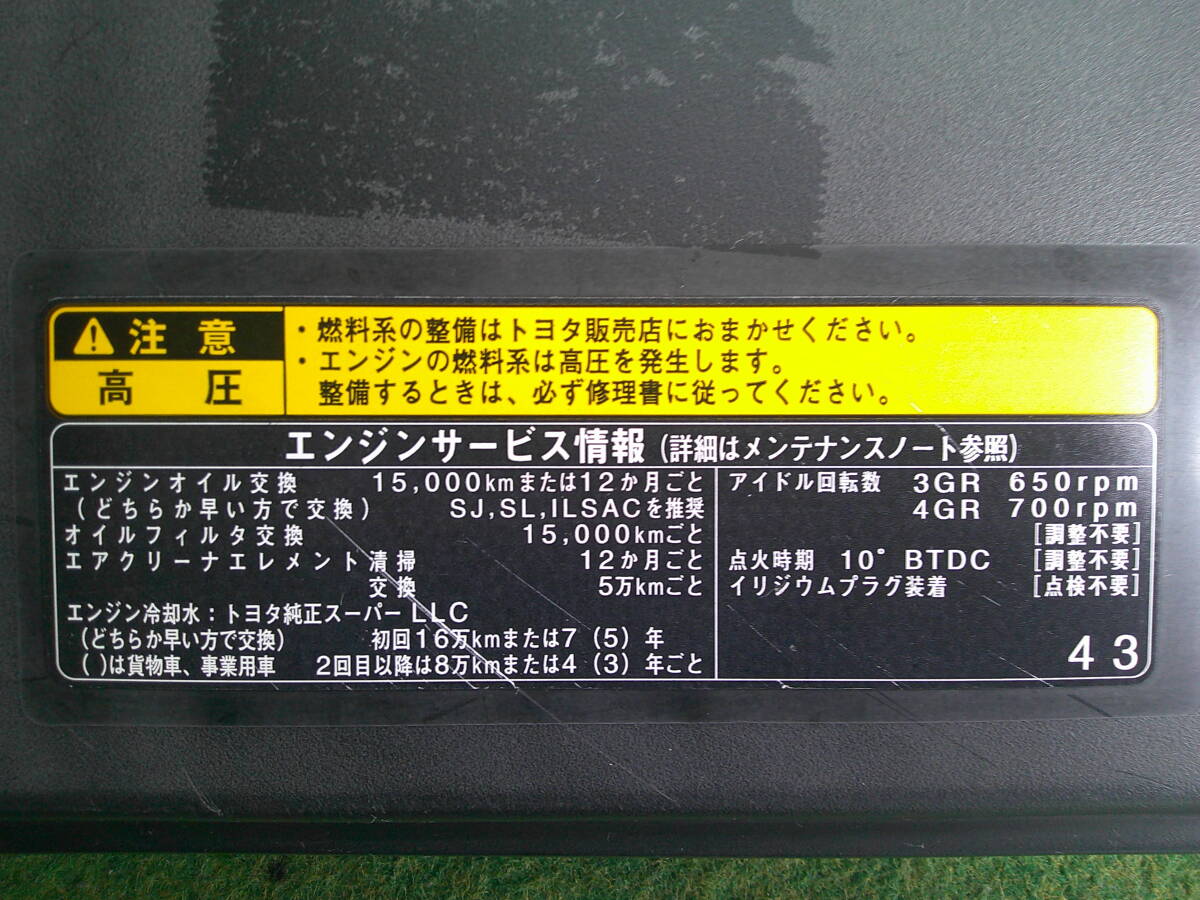 注意
高圧
・燃料系の整備はトヨタ販売店におまかせください。
・エンジンの燃料系は高圧を発生します。
整備するときは、必ず修理書に従ってください。
エンジンサービス情報(詳細はメンテナンスノート参照)
エンジンオイル交換 15,000kmまたは12か月ごと
(どちらか早い方で交換) SJ,SL,ILSACを推奨
オイルフィルタ交換 15,000kmごと
エアクリーナエレメント清掃 12か月ごと
交換 5万kmごと
エンジン冷却水:トヨタ純正スーパーLLC
(どちらか早い方で交換) 初回16万kmまたは7(5)年
( )は貨物車、事業用車 2回目以降は8万kmまたは4(3)年ごと
アイドル回転数 3GR 650rpm
4GR 700rpm
[調整不要]
点火時期 10°BTDC [調整不要]
イリジウムプラグ装着 [点検不要]
43